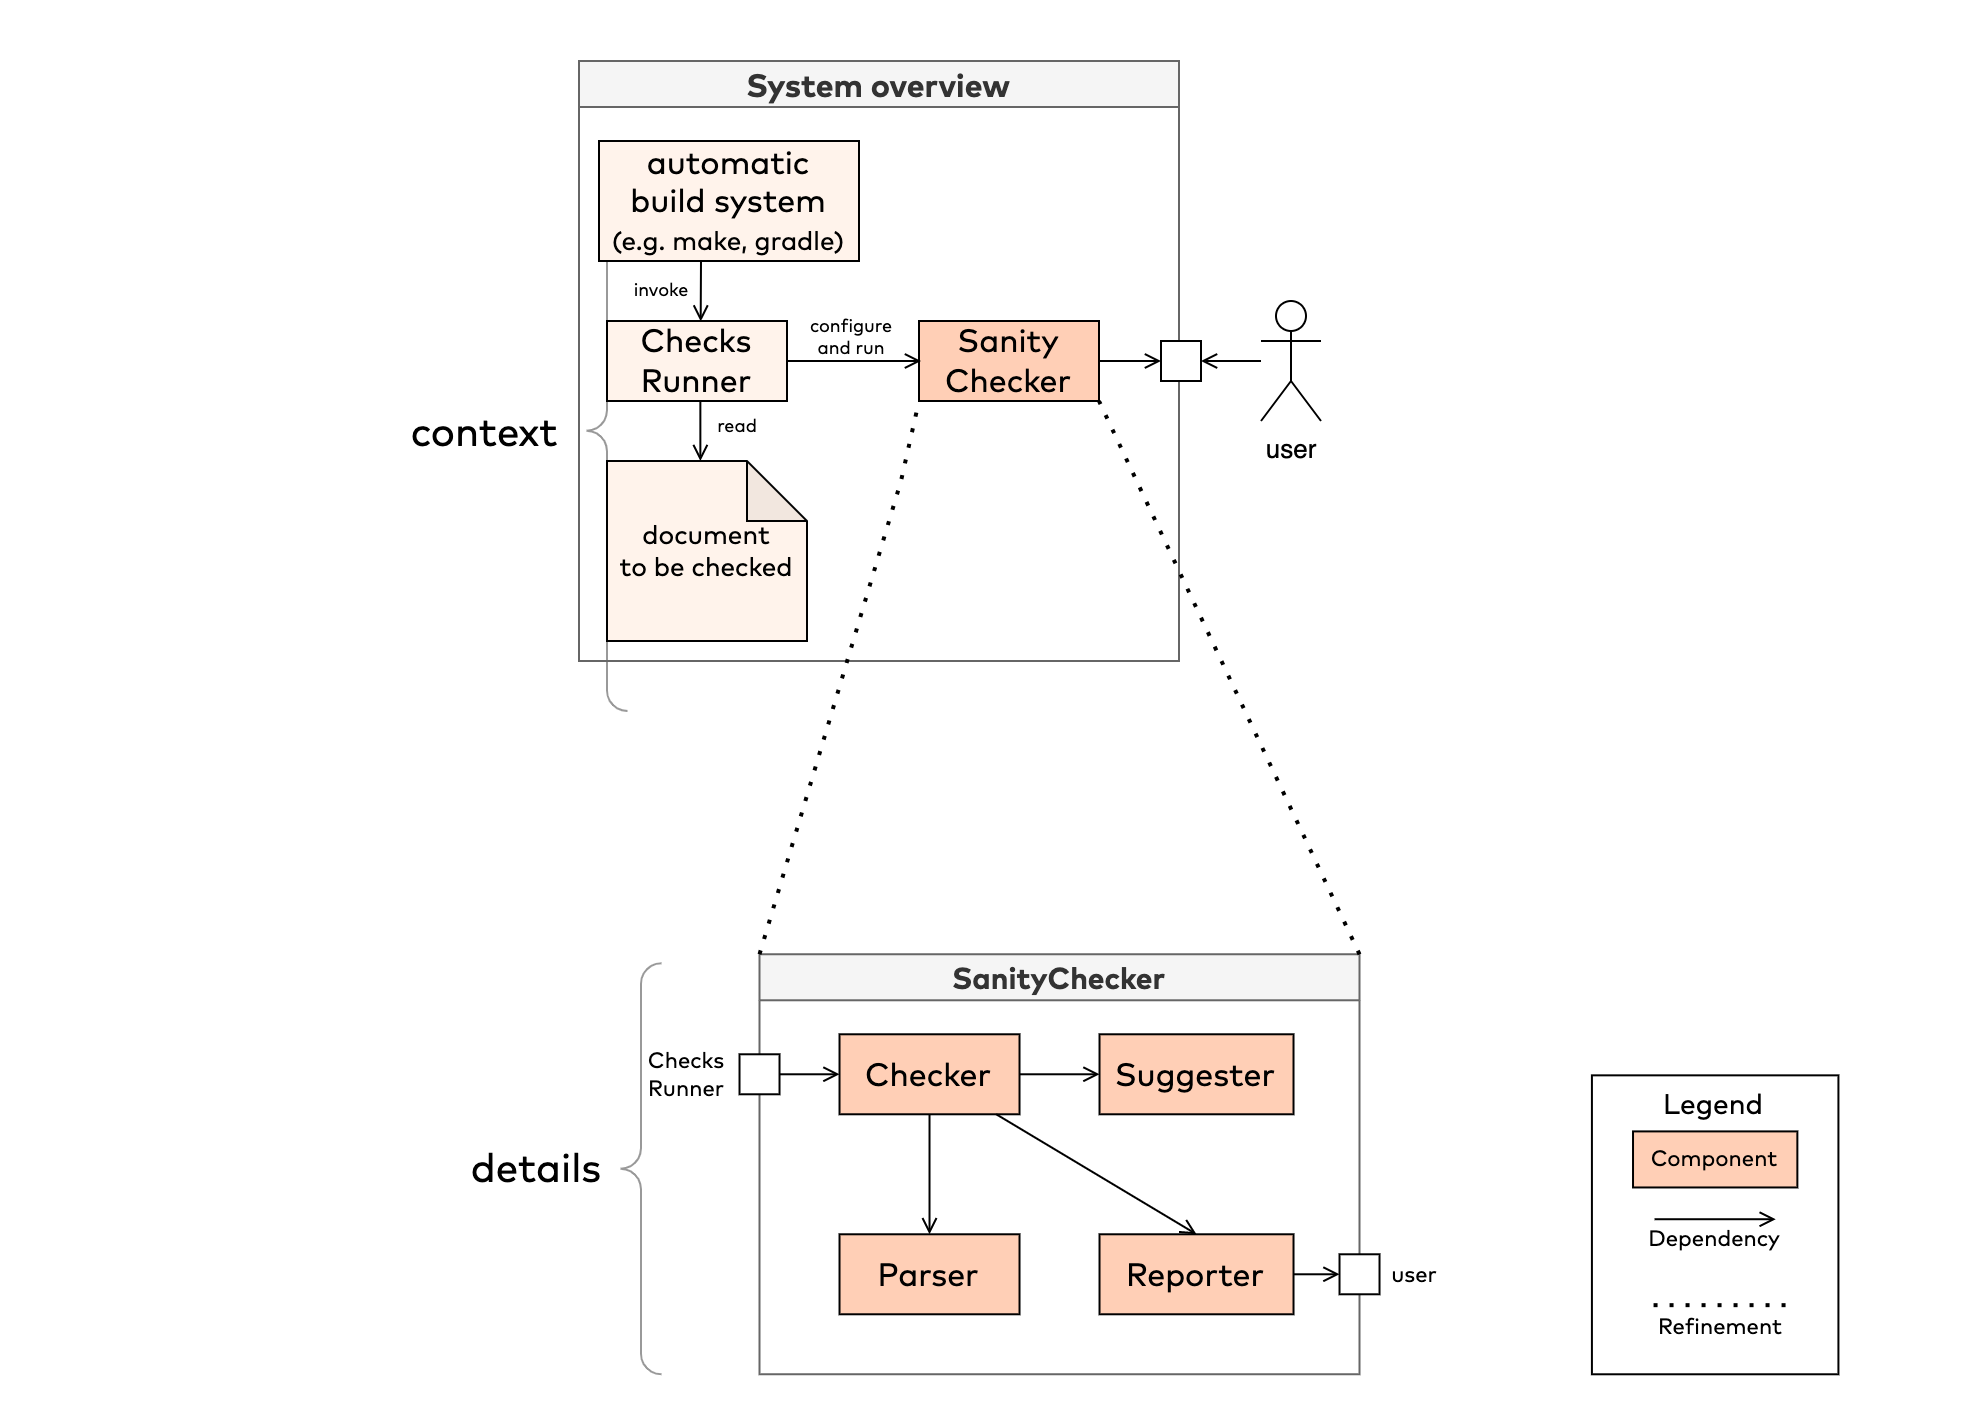 System overview
automatic
build system
(e.g. make, gradle)
invoke
Checks
Runner
configure
and run
Sanity
Checker
user
read
context
document
to be checked
SanityChecker
Checks
Runner
Checker
Suggester
details
Parser
Reporter
user
Legend
Component
Dependency
Refinement